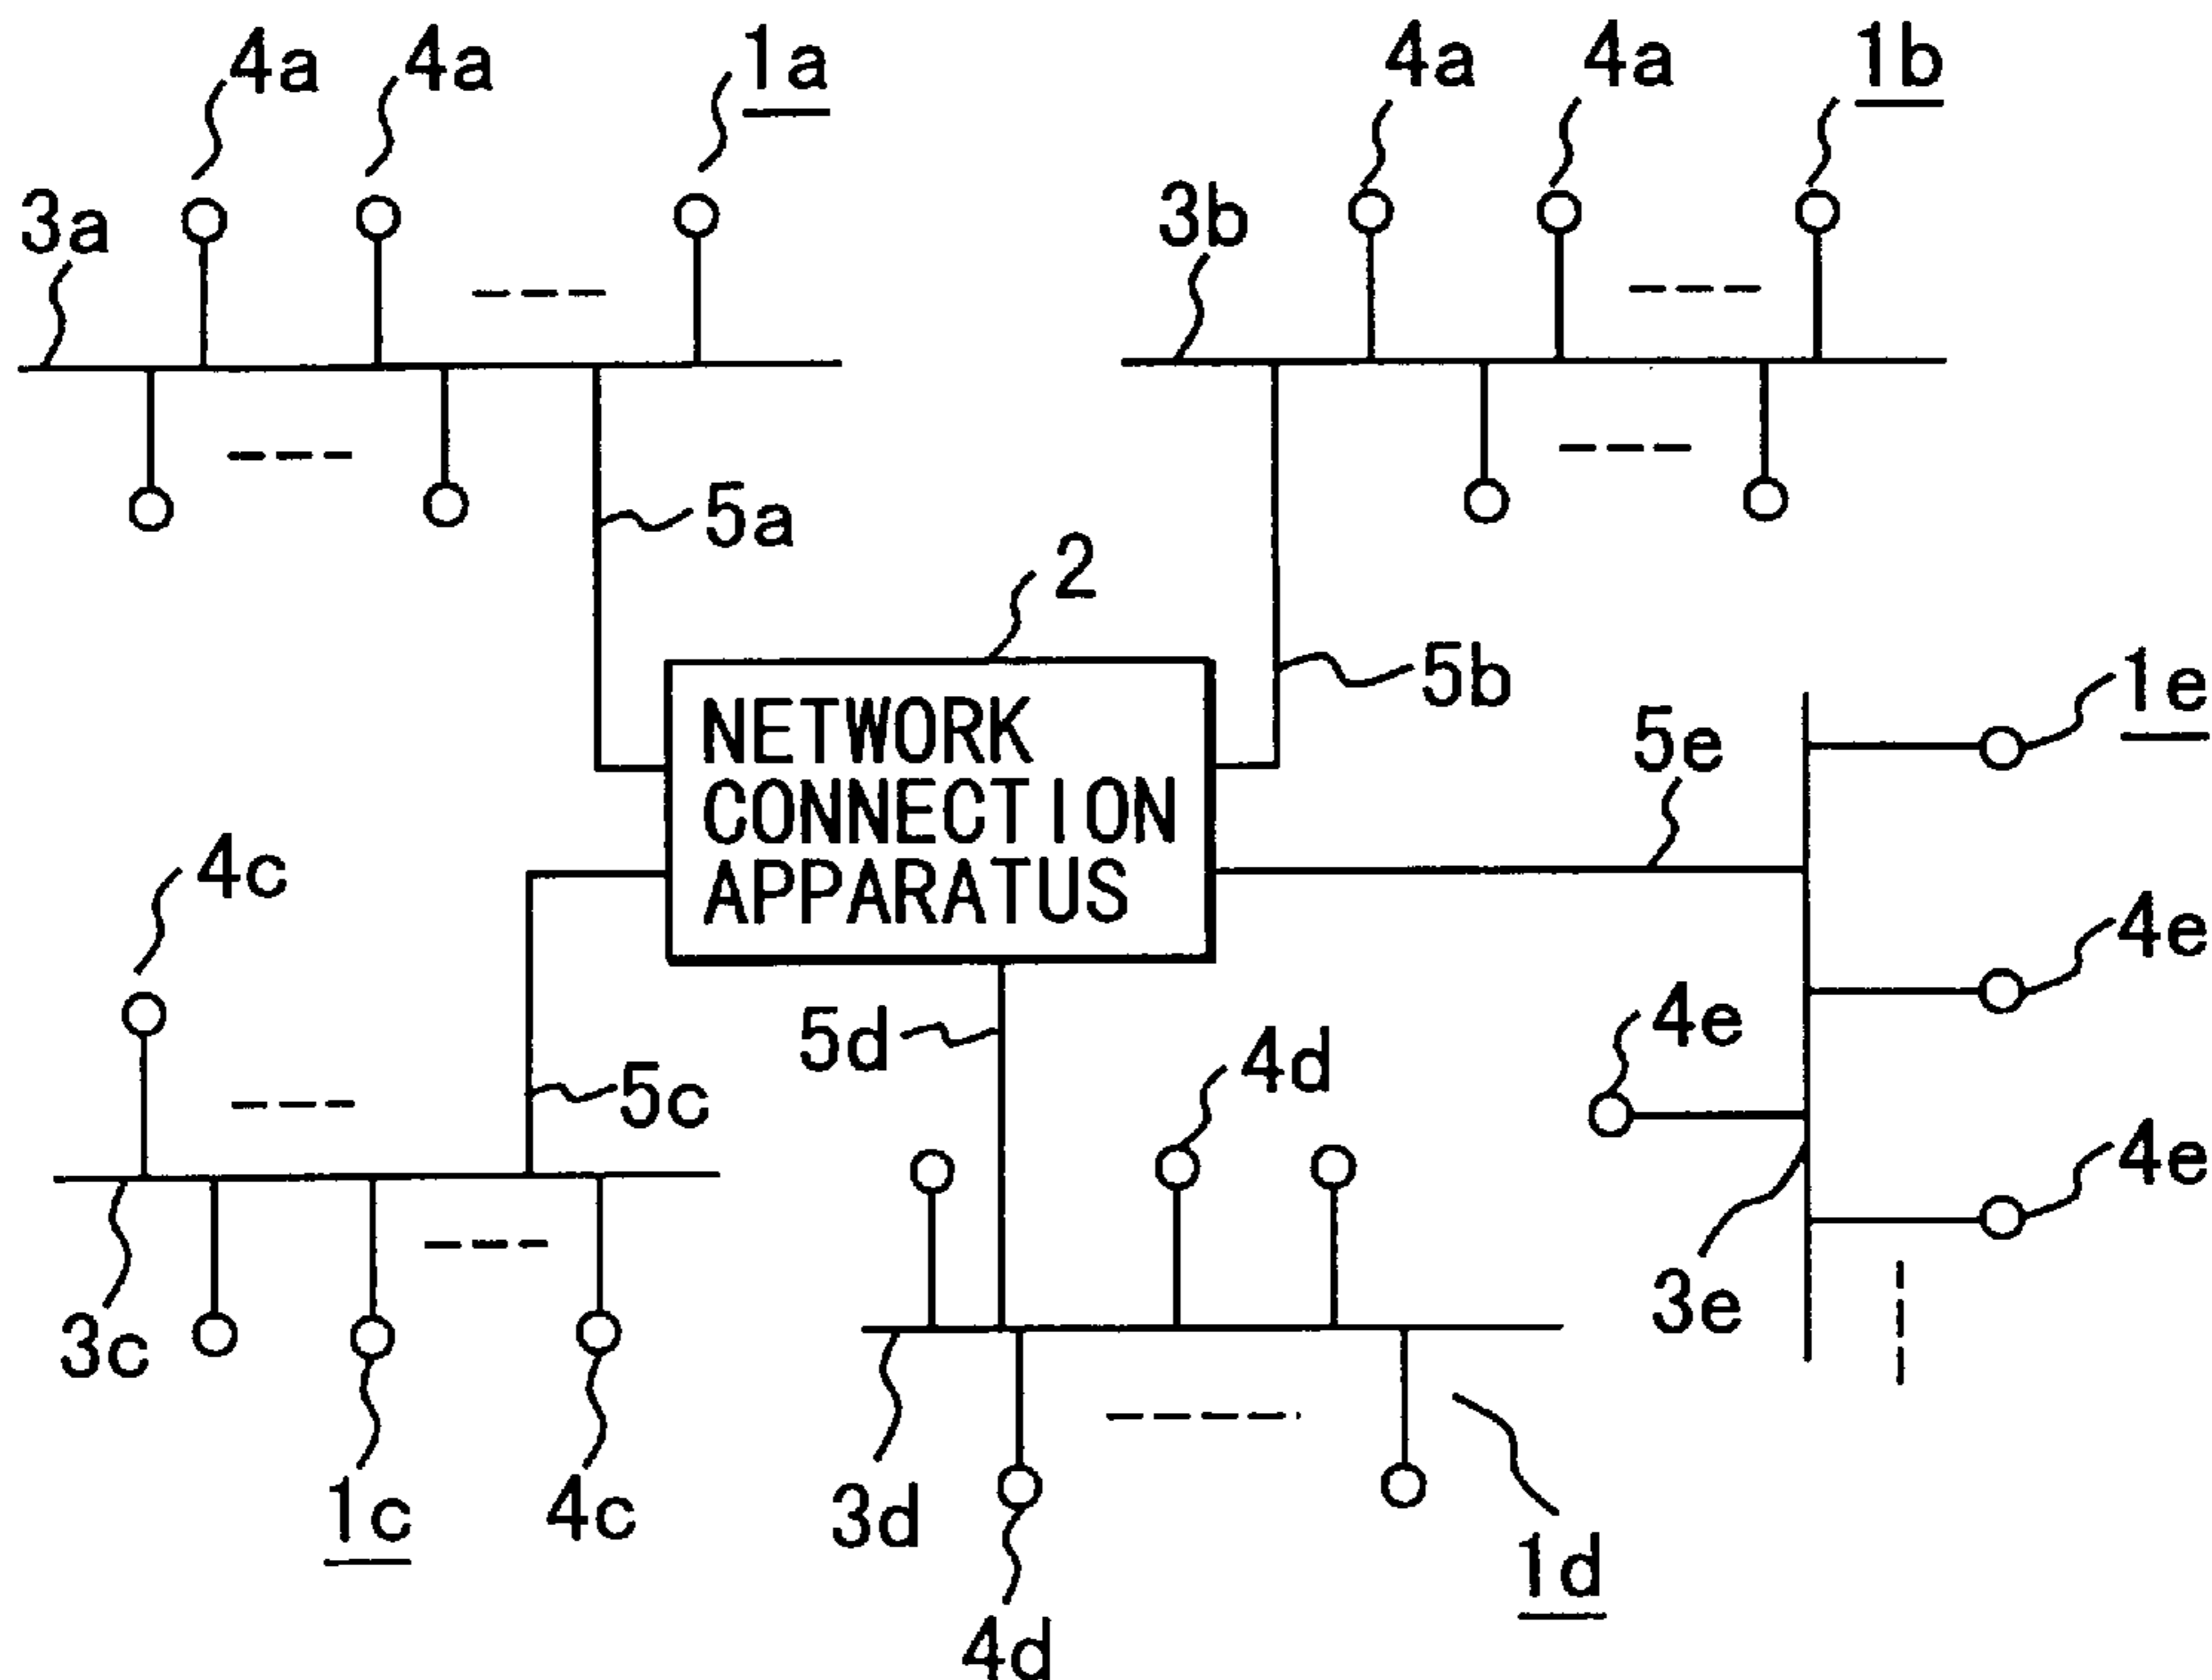 4a 4a 1a 4a 4a 1b
3a 3b
5a
2
5b 1e
5e
NETWORK
CONNECTION
APPARATUS
4c 4e
5d 4d 4e
5c 4e
3c 3e
1c 4c 3d 1d
4d